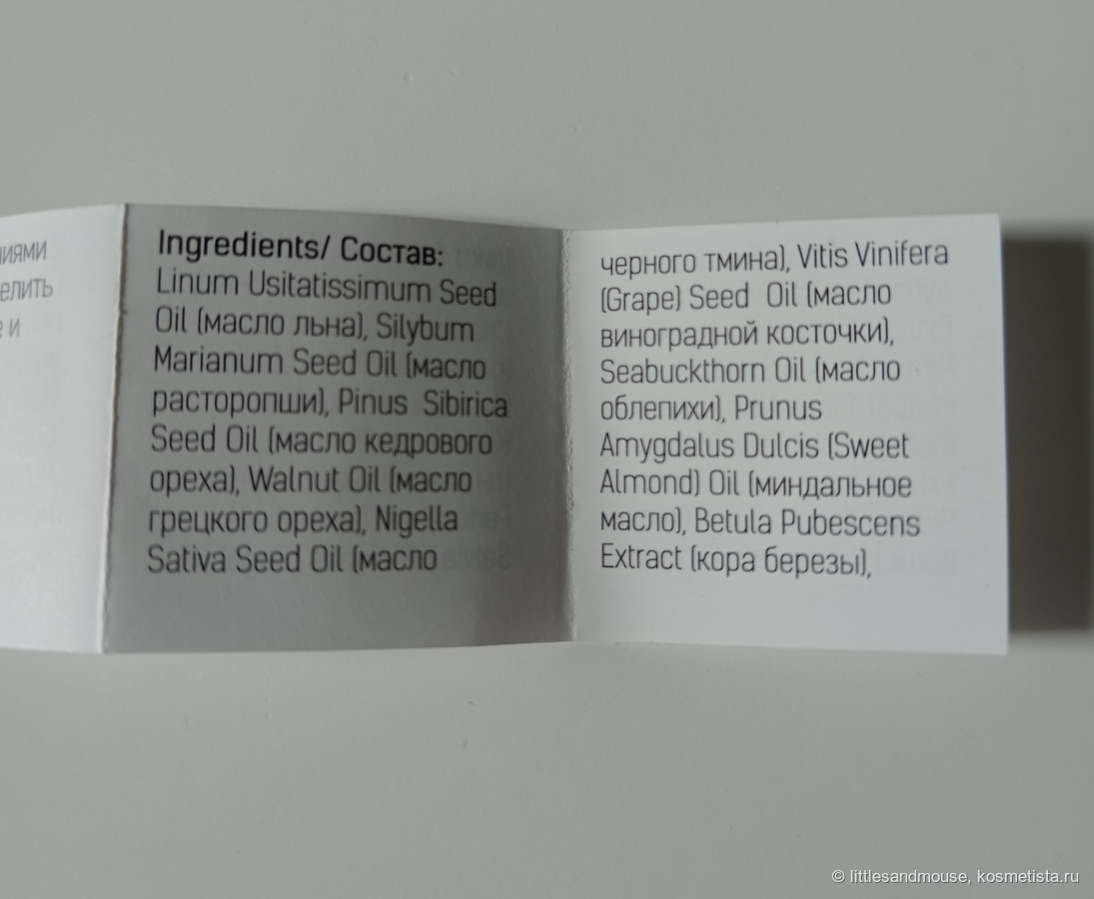 иями
елить
е и
Ingredients/ Состав:
Linum Usitatissimum Seed
Oil (масло льна), Silybum
Marianum Seed Oil (масло
расторопши), Pinus Sibirica
Seed Oil (масло кедрового
ореха), Walnut Oil (масло
грецкого ореха), Nigella
Sativa Seed Oil (масло
черного тмина), Vitis Vinifera
(Grape) Seed Oil (масло
виноградной косточки),
Seabuckthorn Oil (масло
облепихи), Prunus
Amygdalus Dulcis (Sweet
Almond) Oil (миндальное
масло), Betula Pubescens
Extract (кора березы),
© littlesandmouse, kosmetista.ru